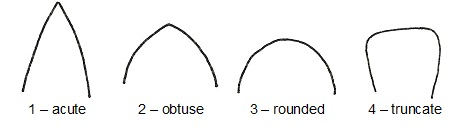 1 – acute 2 – obtuse 3 – rounded 4 – truncate